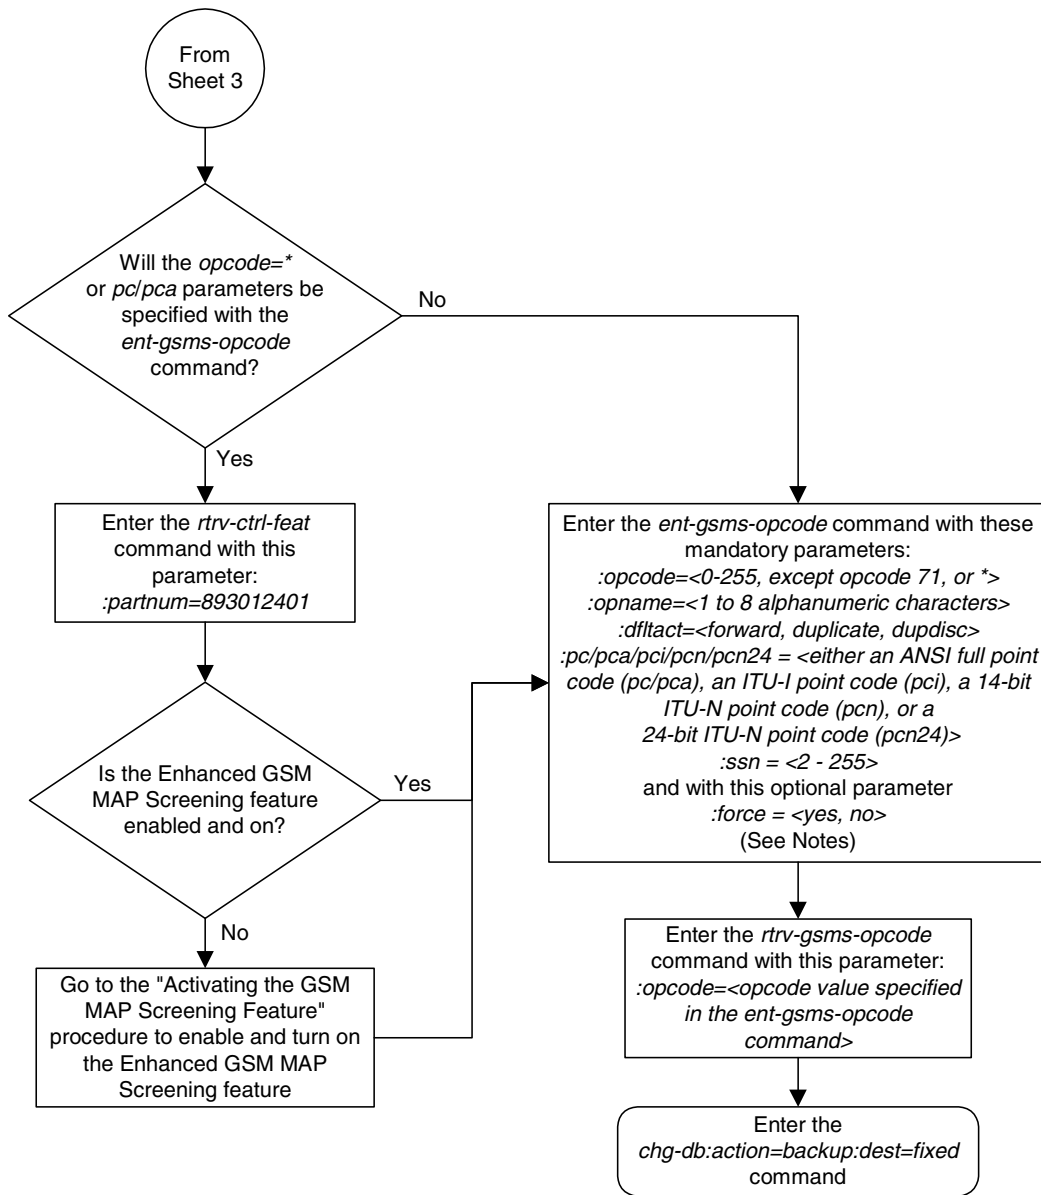 From
Sheet 3
Will the opcode=*
or pc/pca parameters be
specified with the
ent-gsms-opcode
command?
No
Yes
Enter the rtrv-ctrl-feat
command with this
parameter:
:partnum=893012401
Is the Enhanced GSM
MAP Screening feature
enabled and on?
Yes
No
Go to the "Activating the GSM
MAP Screening Feature"
procedure to enable and turn on
the Enhanced GSM MAP
Screening feature
Enter the ent-gsms-opcode command with these
mandatory parameters:
:opcode=<0-255, except opcode 71, or *>
:opname=<1 to 8 alphanumeric characters>
:dfltact=<forward, duplicate, dupdisc>
:pc/pca/pci/pcn/pcn24 = <either an ANSI full point
code (pc/pca), an ITU-I point code (pci), a 14-bit
ITU-N point code (pcn), or a
24-bit ITU-N point code (pcn24)>
:ssn = <2 - 255>
and with this optional parameter
:force = <yes, no>
(See Notes)
Enter the rtrv-gsms-opcode
command with this parameter:
:opcode=<opcode value specified
in the ent-gsms-opcode
command>
Enter the
chg-db:action=backup:dest=fixed
command